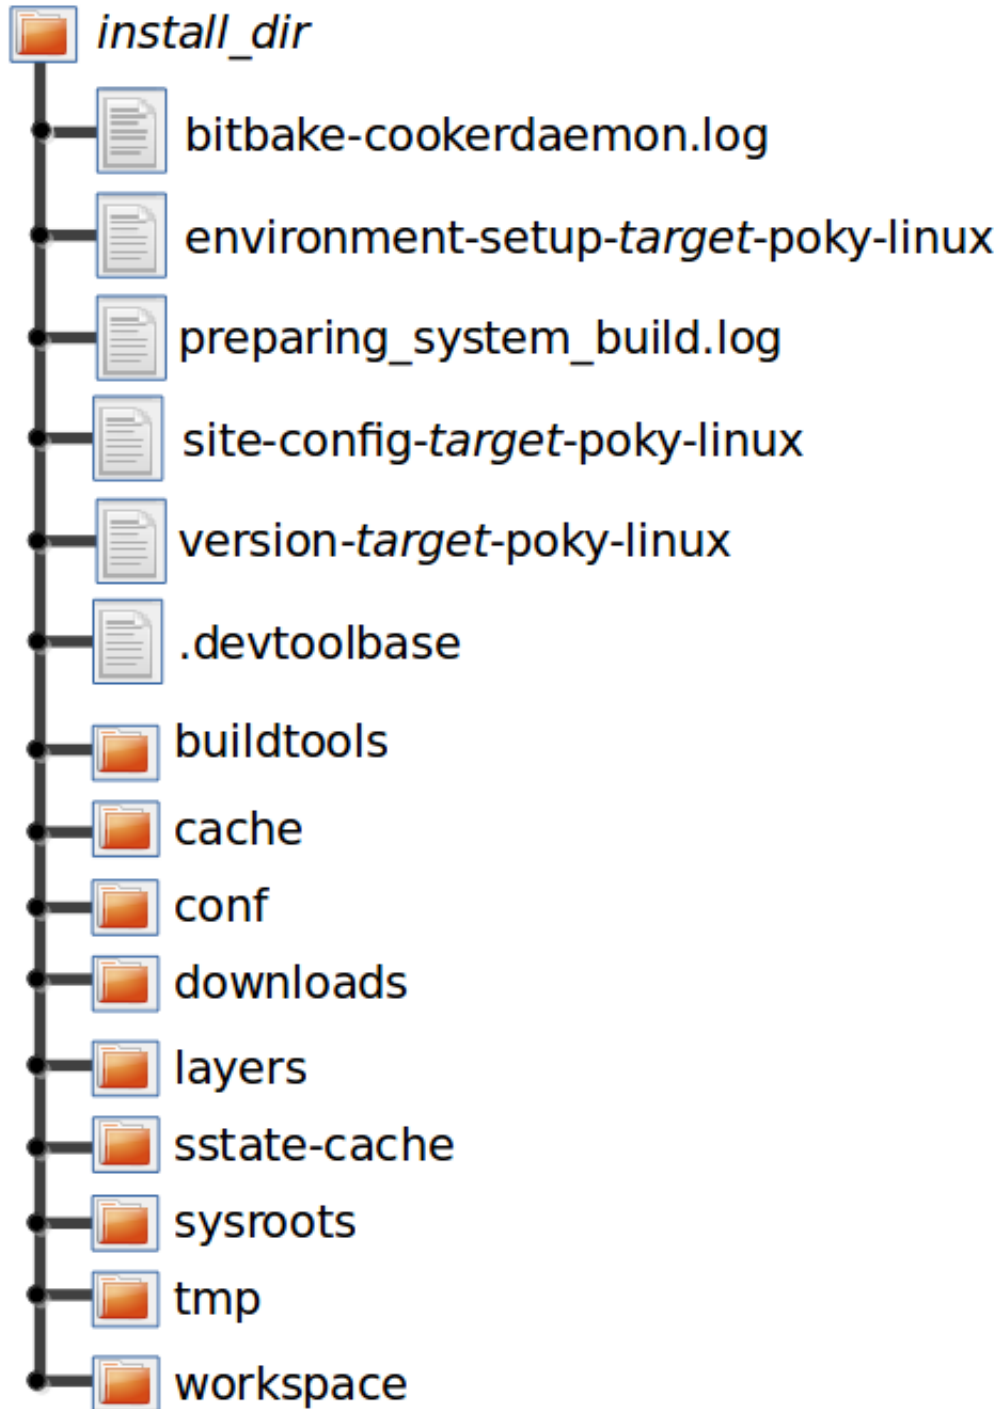 install_dir
bitbake-cookerdaemon.log
environment-setup-target-poky-linux
preparing_system_build.log
site-config-target-poky-linux
version-target-poky-linux
.devtoolbase
buildtools
cache
conf
downloads
layers
sstate-cache
sysroots
tmp
workspace